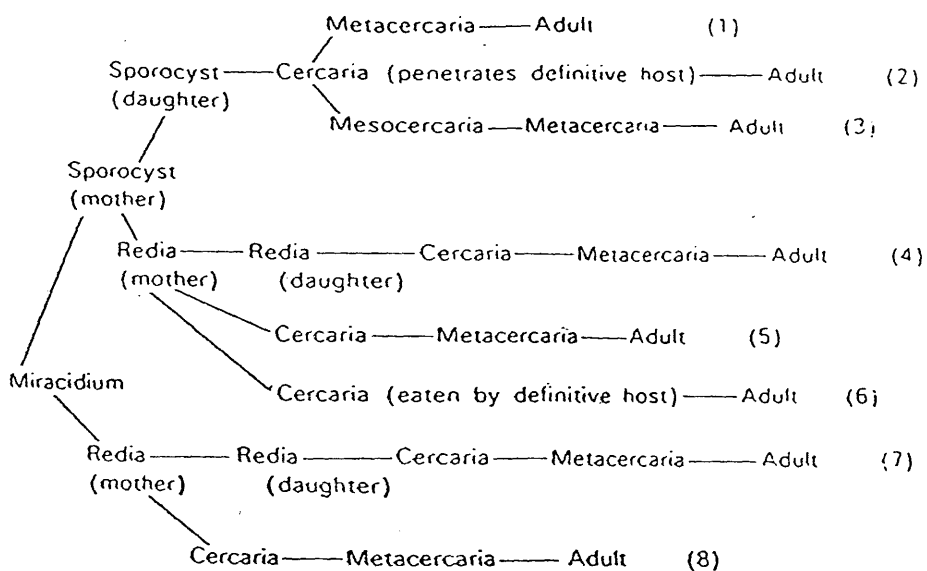 Metacercaria — Adult (1)
Sporocyst — Cercaria (penetrates definitive host) — Adult (2)
(daughter)
Mesocercaria — Metacercaria — Adult (3)
Sporocyst
(mother)
Redia — Redia — Cercaria — Metacercaria — Adult (4)
(mother) (daughter)
Cercaria — Metacercaria — Adult (5)
Miracidium
Cercaria (eaten by definitive host) — Adult (6)
Redia — Redia — Cercaria — Metacercaria — Adult (7)
(mother) (daughter)
Cercaria — Metacercaria — Adult (8)